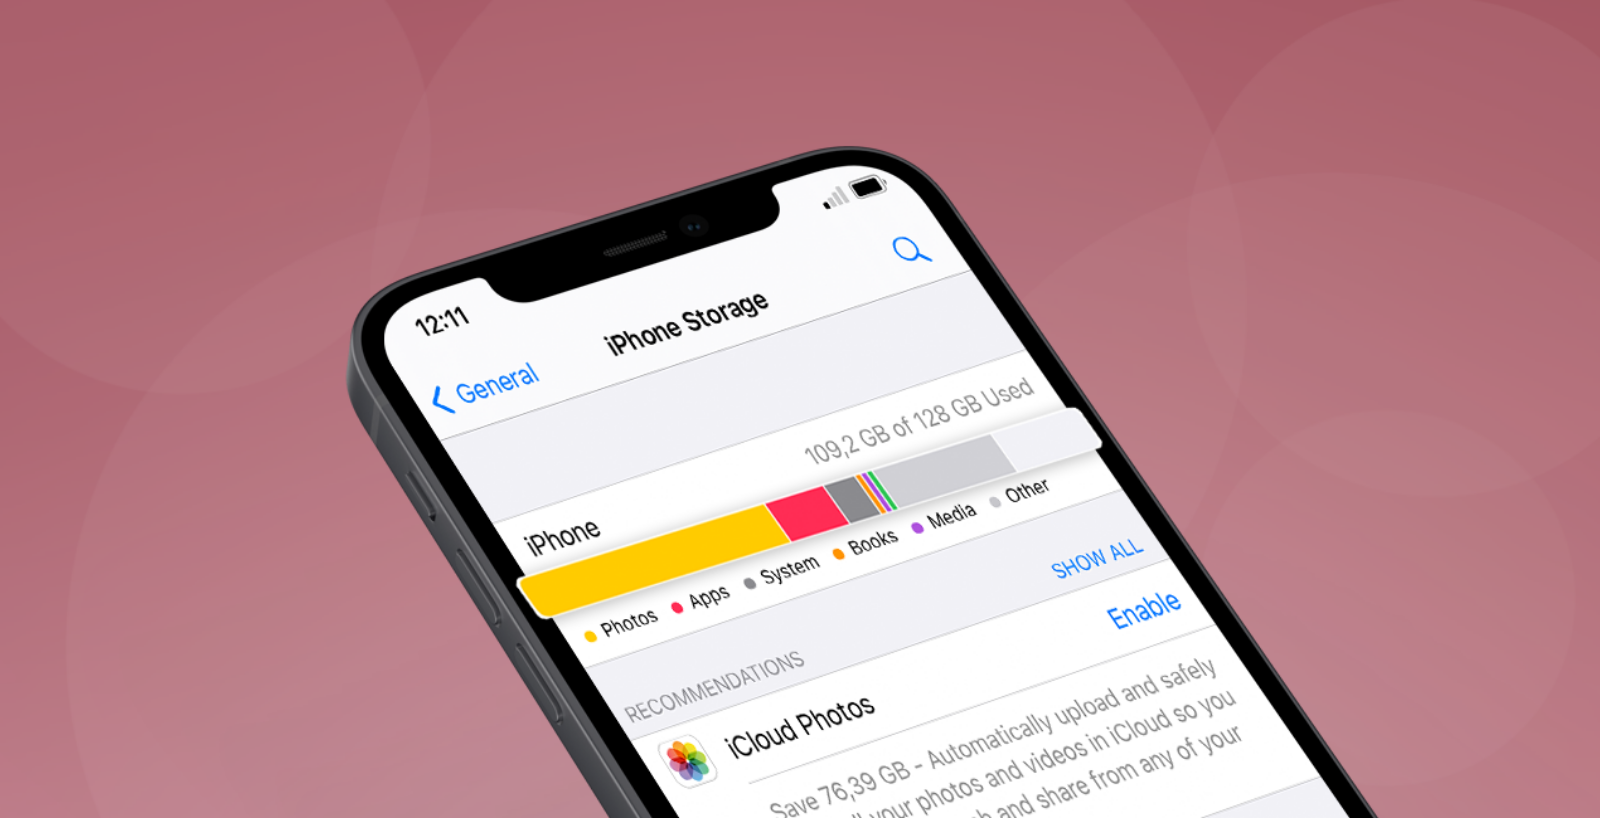 12:11
General
iPhone Storage
iPhone
109,2 GB of 128 GB Used
Photos Apps System Books Media Other
SHOW ALL
RECOMMENDATIONS
iCloud Photos
Enable
Save 76,39 GB - Automatically upload and safely
your photos and videos in iCloud so you
and share from any of your